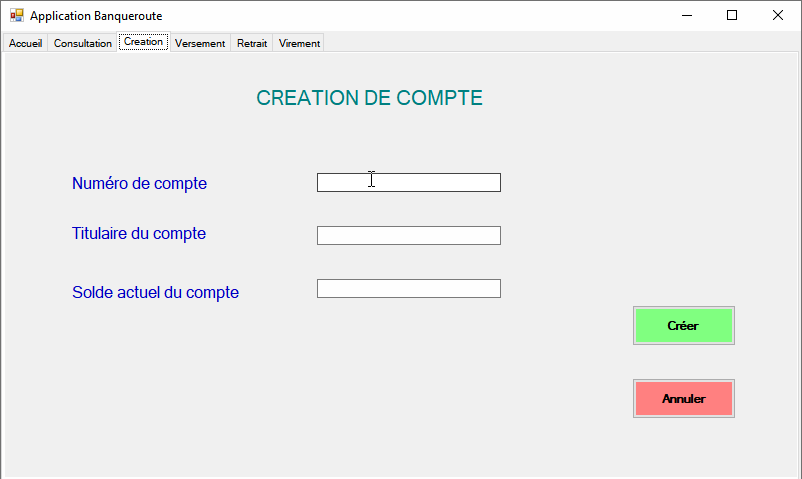 Application Banqueroute
Accueil Consultation Creation Versement Retrait Virement
CREATION DE COMPTE
Numéro de compte
Titulaire du compte
Solde actuel du compte
Créer
Annuler